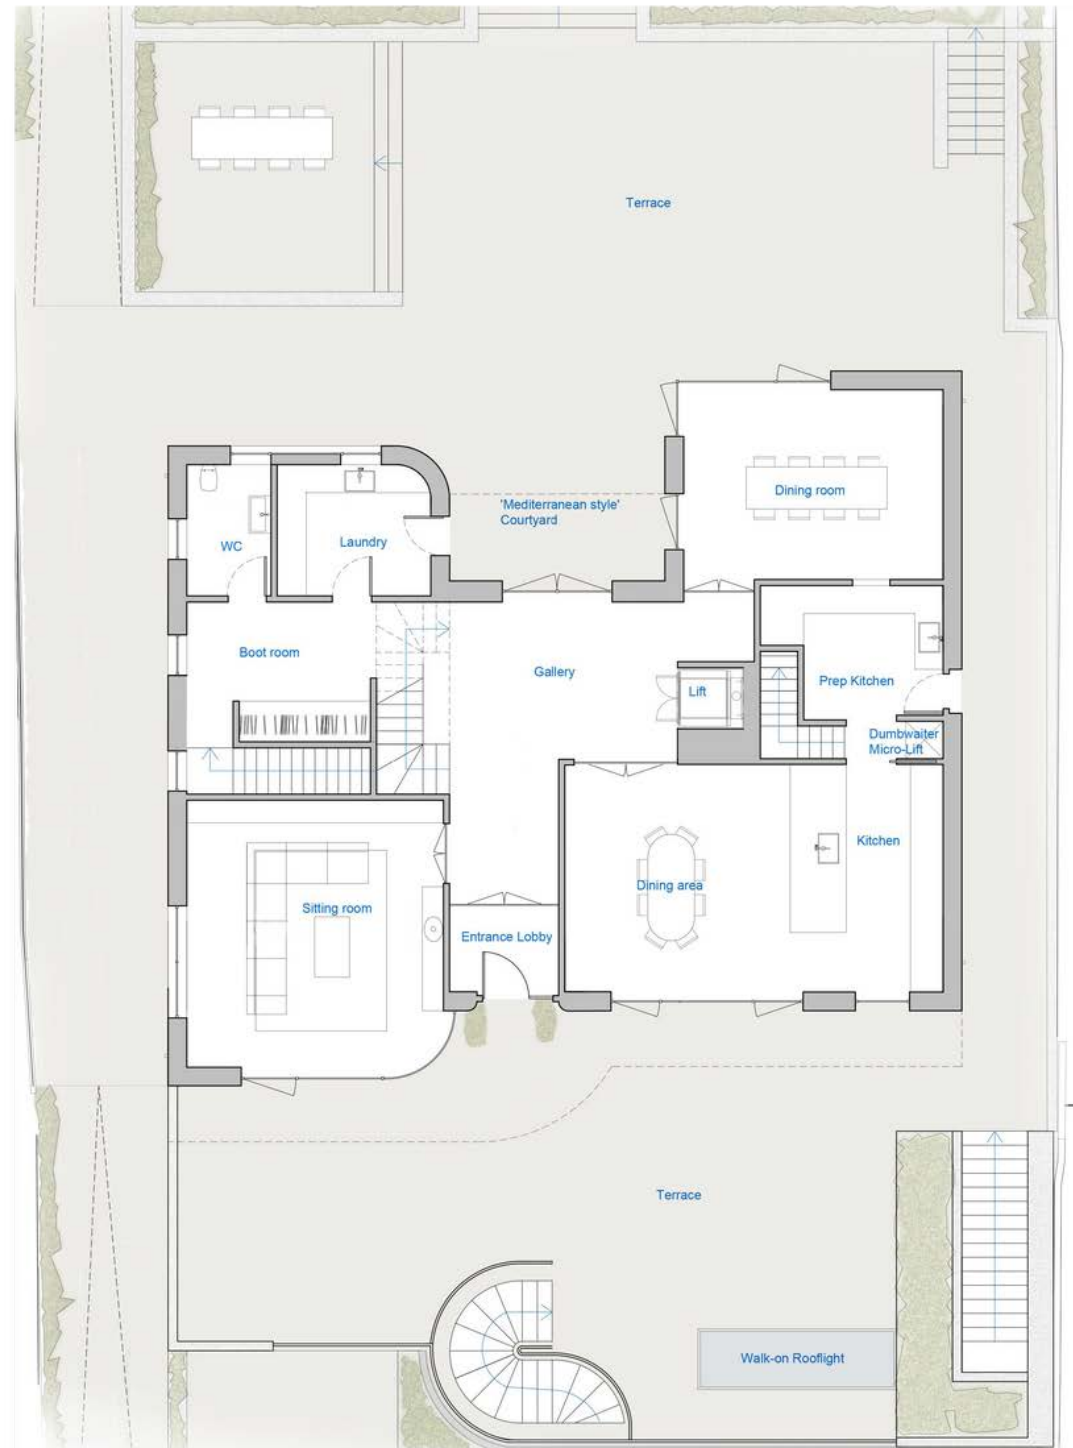 Terrace
Dining room
'Mediterranean style'
Courtyard
WC
Laundry
Boot room
Gallery
Lift
Prep Kitchen
Dumbwaiter
Micro-Lift
Kitchen
Dining area
Sitting room
Entrance Lobby
Terrace
Walk-on Rooflight